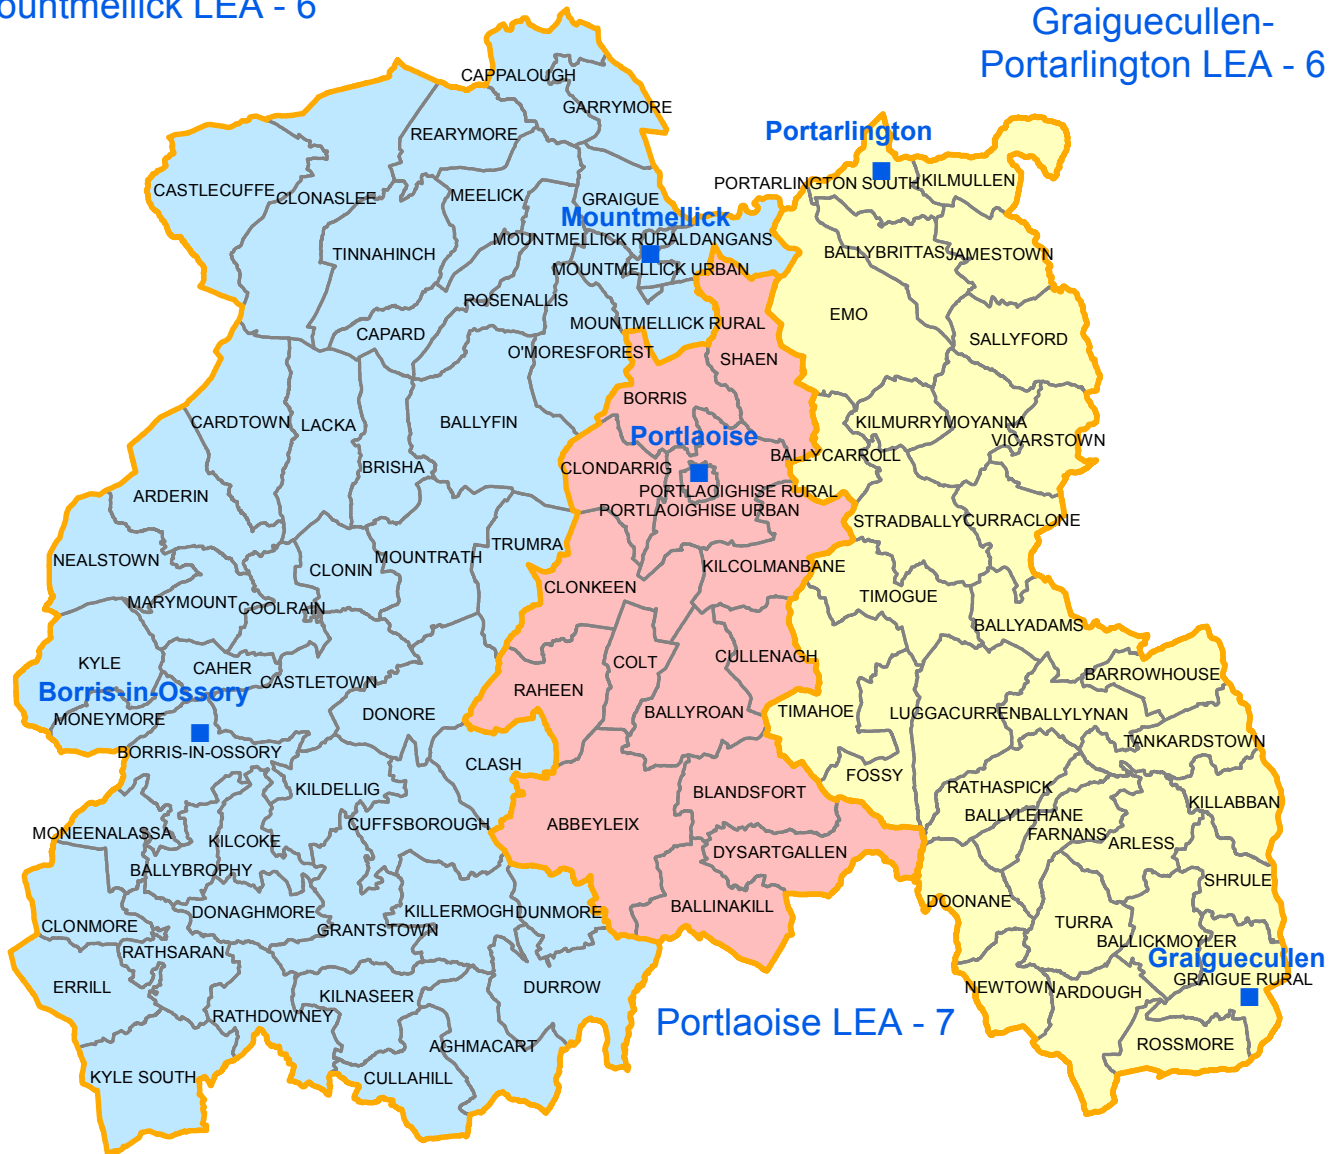 ountmellick LEA - 6
Graiguecullen-
Portarlington LEA - 6
CAPPALOUGH
GARRYMORE
REARYMORE
Portarlington
CASTLECUFFE
CLONASLEE
MEELICK
GRAIGUE
PORTARLINGTON SOUTH
KILMULLEN
Mountmellick
TINNAHINCH
MOUNTMELLICK RURAL
DANGANS
MOUNTMELLICK URBAN
BALLYBRITTAS
JAMESTOWN
ROSENALLIS
CAPARD
MOUNTMELLICK RURAL
EMO
O'MORESFOREST
SHAEN
SALLYFORD
CARDTOWN
LACKA
BALLYFIN
BORRIS
KILMURRY
MOYANNA
Portlaoise
VICARSTOWN
BRISHA
CLONDARRIG
BALLYCARROLL
ARDERIN
PORTLAOIGHISE RURAL
PORTLAOIGHISE URBAN
STRADBALLY
CURRACLONE
NEALSTOWN
CLONIN
MOUNTRATH
TRUMRA
KILCOLMANBANE
CLONKEEN
MARYMOUNT
COOLRAIN
TIMOGUE
BALLYADAMS
KYLE
CAHER
CASTLETOWN
COLT
CULLENAGH
BARROWHOUSE
Borris-in-Ossory
RAHEEN
MONEYMORE
DONORE
BALLYROAN
TIMAHOE
LUGGACURREN
BALLYLYNAN
BORRIS-IN-OSSORY
CLASH
TANKARDSTOWN
KILDELLIG
BLANDSFORT
FOSSY
RATHASPICK
KILLABBAN
MONEENALASSA
KILCOKE
CUFFSBOROUGH
ABBEYLEIX
BALLYLEHANE
FARNANS
ARLESS
BALLYBROPHY
DYSARTGALLEN
SHRULE
CLONMORE
DONAGHMORE
GRANTSTOWN
KILLERMOGH
DUNMORE
BALLINAKILL
DOONANE
TURRA
RATHSARAN
BALLICKMOYLER
Graiguecullen
ERRILL
KILNASEER
DURROW
NEWTOWN
ARDOUGH
GRAIGUE RURAL
RATHDOWNEY
Portlaoise LEA - 7
AGHMACART
ROSSMORE
KYLE SOUTH
CULLAHILL